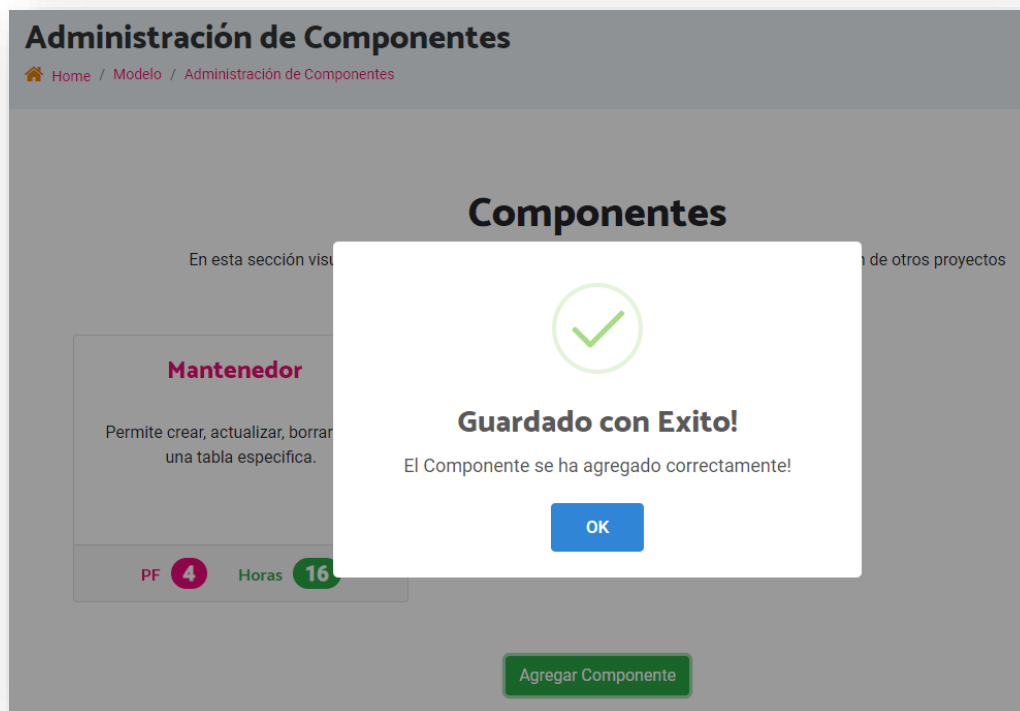 Administración de Componentes
Home / Modelo / Administración de Componentes
Componentes
En esta sección
n de otros proyectos
Mantenedor
Permite crear, actualizar, borrar
una tabla especifica.
PF 4 Horas 16
Guardado con Exito!
El Componente se ha agregado correctamente!
OK
Agregar Componente